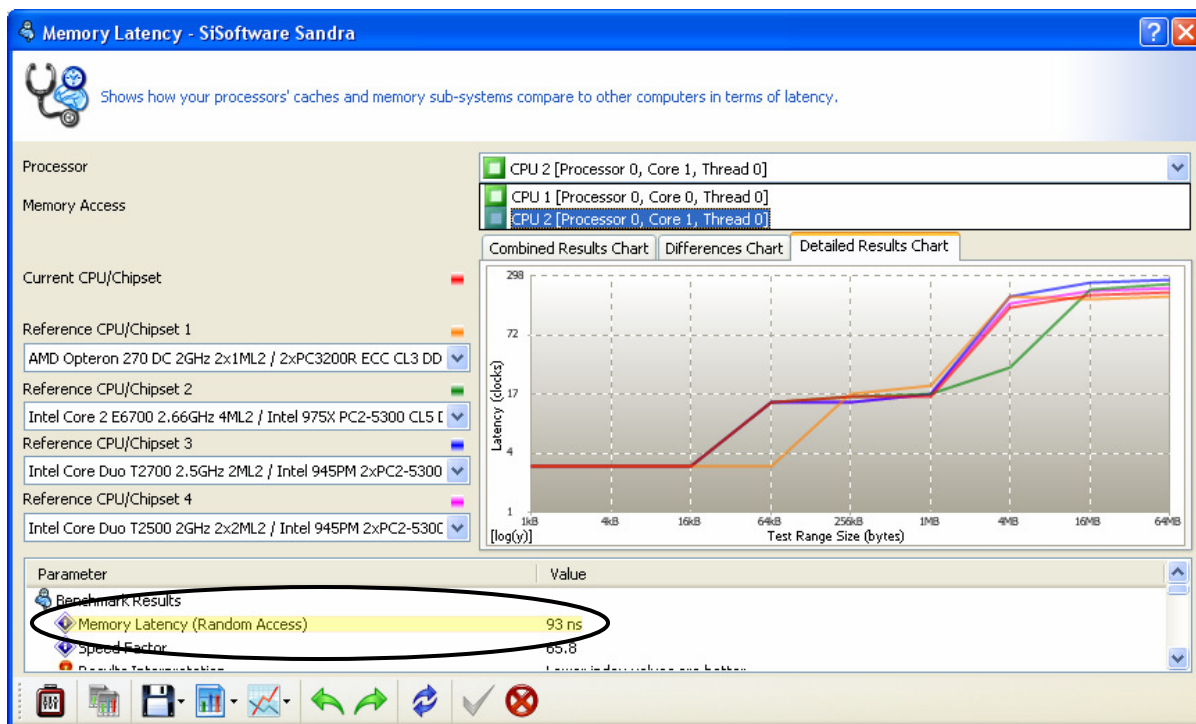 Memory Latency - SiSoftware Sandra
Shows how your processors' caches and memory sub-systems compare to other computers in terms of latency.
Processor
CPU 2 [Processor 0, Core 1, Thread 0]
CPU 1 [Processor 0, Core 0, Thread 0]
Memory Access
CPU 2 [Processor 0, Core 1, Thread 0]
Combined Results Chart
Differences Chart
Detailed Results Chart
Current CPU/Chipset
Reference CPU/Chipset 1
AMD Opteron 270 DC 2GHz 2x1ML2 / 2xPC3200R ECC CL3 DD
Reference CPU/Chipset 2
Intel Core 2 E6700 2.66GHz 4ML2 / Intel 975X PC2-5300 CL5 D
Reference CPU/Chipset 3
Intel Core Duo T2700 2.5GHz 2ML2 / Intel 945PM 2xPC2-5300
Reference CPU/Chipset 4
Intel Core Duo T2500 2GHz 2x2ML2 / Intel 945PM 2xPC2-530C
298
72
17
4
1
Latency (clocks)
1kB 4kB 16kB 64kB 256kB 1MB 4MB 16MB 64MB
[log(y)]
Test Range Size (bytes)
Parameter Value
Benchmark Results
Memory Latency (Random Access) 93 ns
Speed Factor 65.8
Results Interpretation Lower index values are better